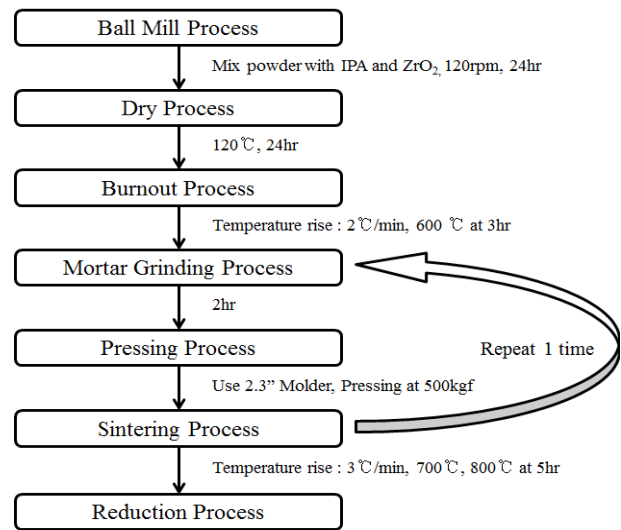 Ball Mill Process
Mix powder with IPA and ZrO₂, 120rpm, 24hr
Dry Process
120℃, 24hr
Burnout Process
Temperature rise : 2℃/min, 600 ℃ at 3hr
Mortar Grinding Process
2hr
Pressing Process
Repeat 1 time
Use 2.3” Molder, Pressing at 500kgf
Sintering Process
Temperature rise : 3℃/min, 700℃, 800℃ at 5hr
Reduction Process